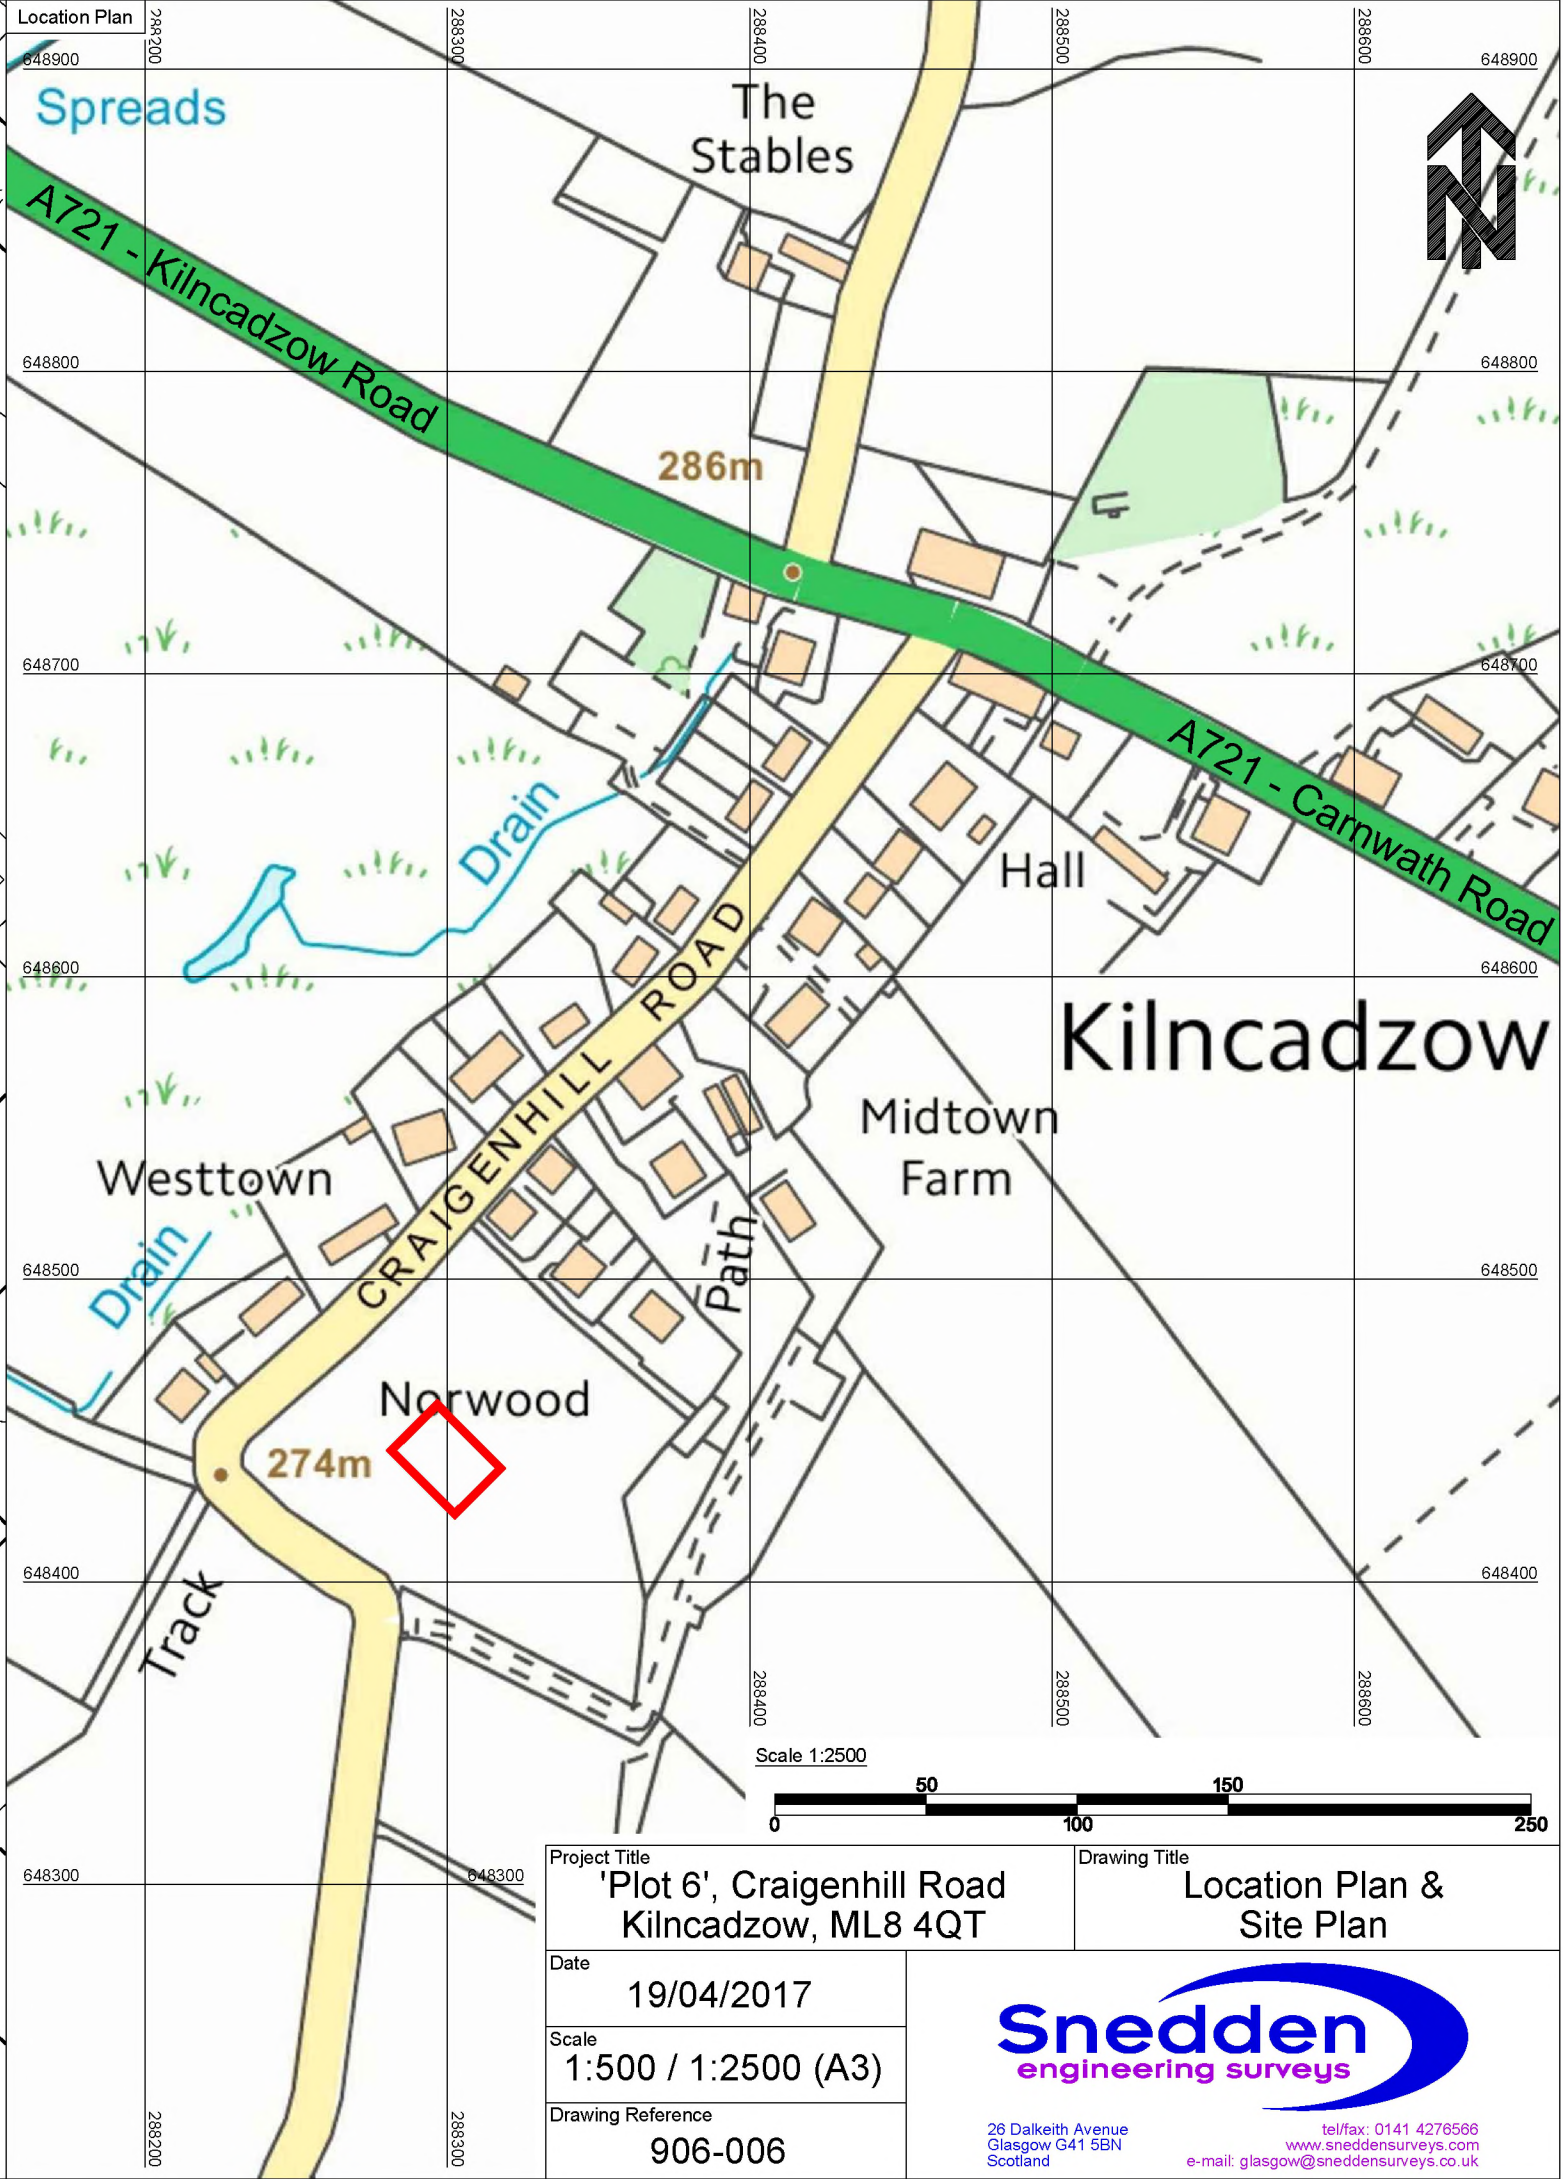 Location Plan
288200
288300
288400
288500
288600
648900
648900
Spreads
The
Stables
N
A721 - Kilncadzow Road
648800
648800
286m
648700
648700
A721 - Carnwath Road
Drain
Hall
648600
648600
Kilncadzow
CRAIGENHILL ROAD
Midtown
Farm
Westtown
Drain
Path
648500
648500
Norwood
274m
648400
648400
Track
288400
288500
288600
Scale 1:2500
50
150
0
100
250
648300
648300
Project Title
'Plot 6', Craigenhill Road
Kilncadzow, ML8 4QT
Drawing Title
Location Plan &
Site Plan
Date
19/04/2017
Scale
1:500 / 1:2500 (A3)
Drawing Reference
906-006
288200
288300
Snedden
engineering surveys
26 Dalkeith Avenue
Glasgow G41 5BN
Scotland
tel/fax: 0141 4276566
www.sneddensurveys.com
e-mail: glasgow@sneddensurveys.co.uk